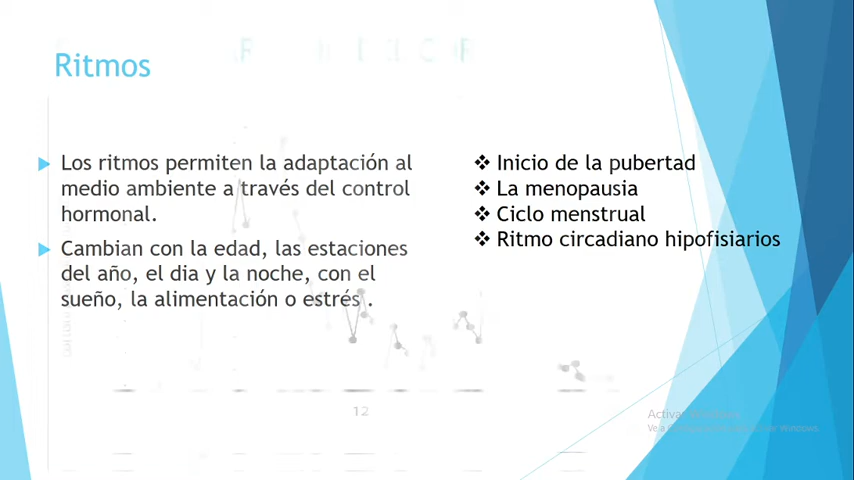 Ritmos
Los ritmos permiten la adaptación al
medio ambiente a través del control
hormonal.
Cambian con la edad, las estaciones
del año, el dia y la noche, con el
sueño, la alimentación o estrés .
❖ Inicio de la pubertad
❖ La menopausia
❖ Ciclo menstrual
❖ Ritmo circadiano hipofisiarios
12
Activar
Windows